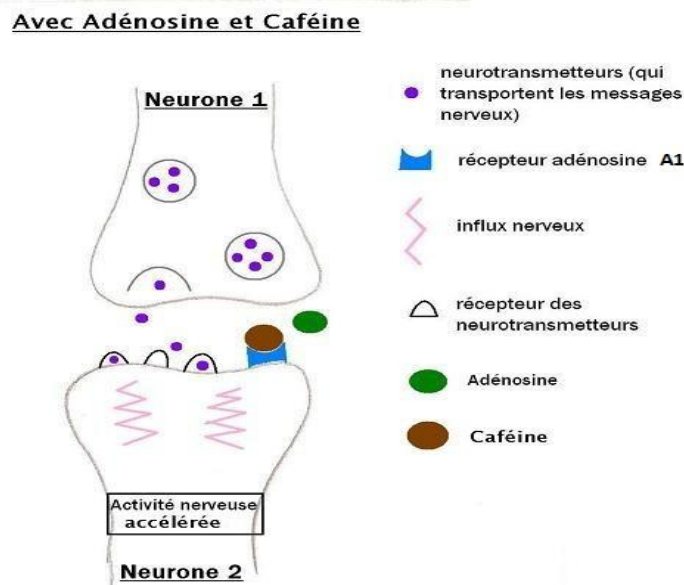 Avec Adénosine et Caféine
Neurone 1
neurotransmetteurs (qui
transportent les messages
nerveux)
récepteur adénosine A1
influx nerveux
récepteur des
neurotransmetteurs
Adénosine
Caféine
Activité nerveuse
accélérée
Neurone 2